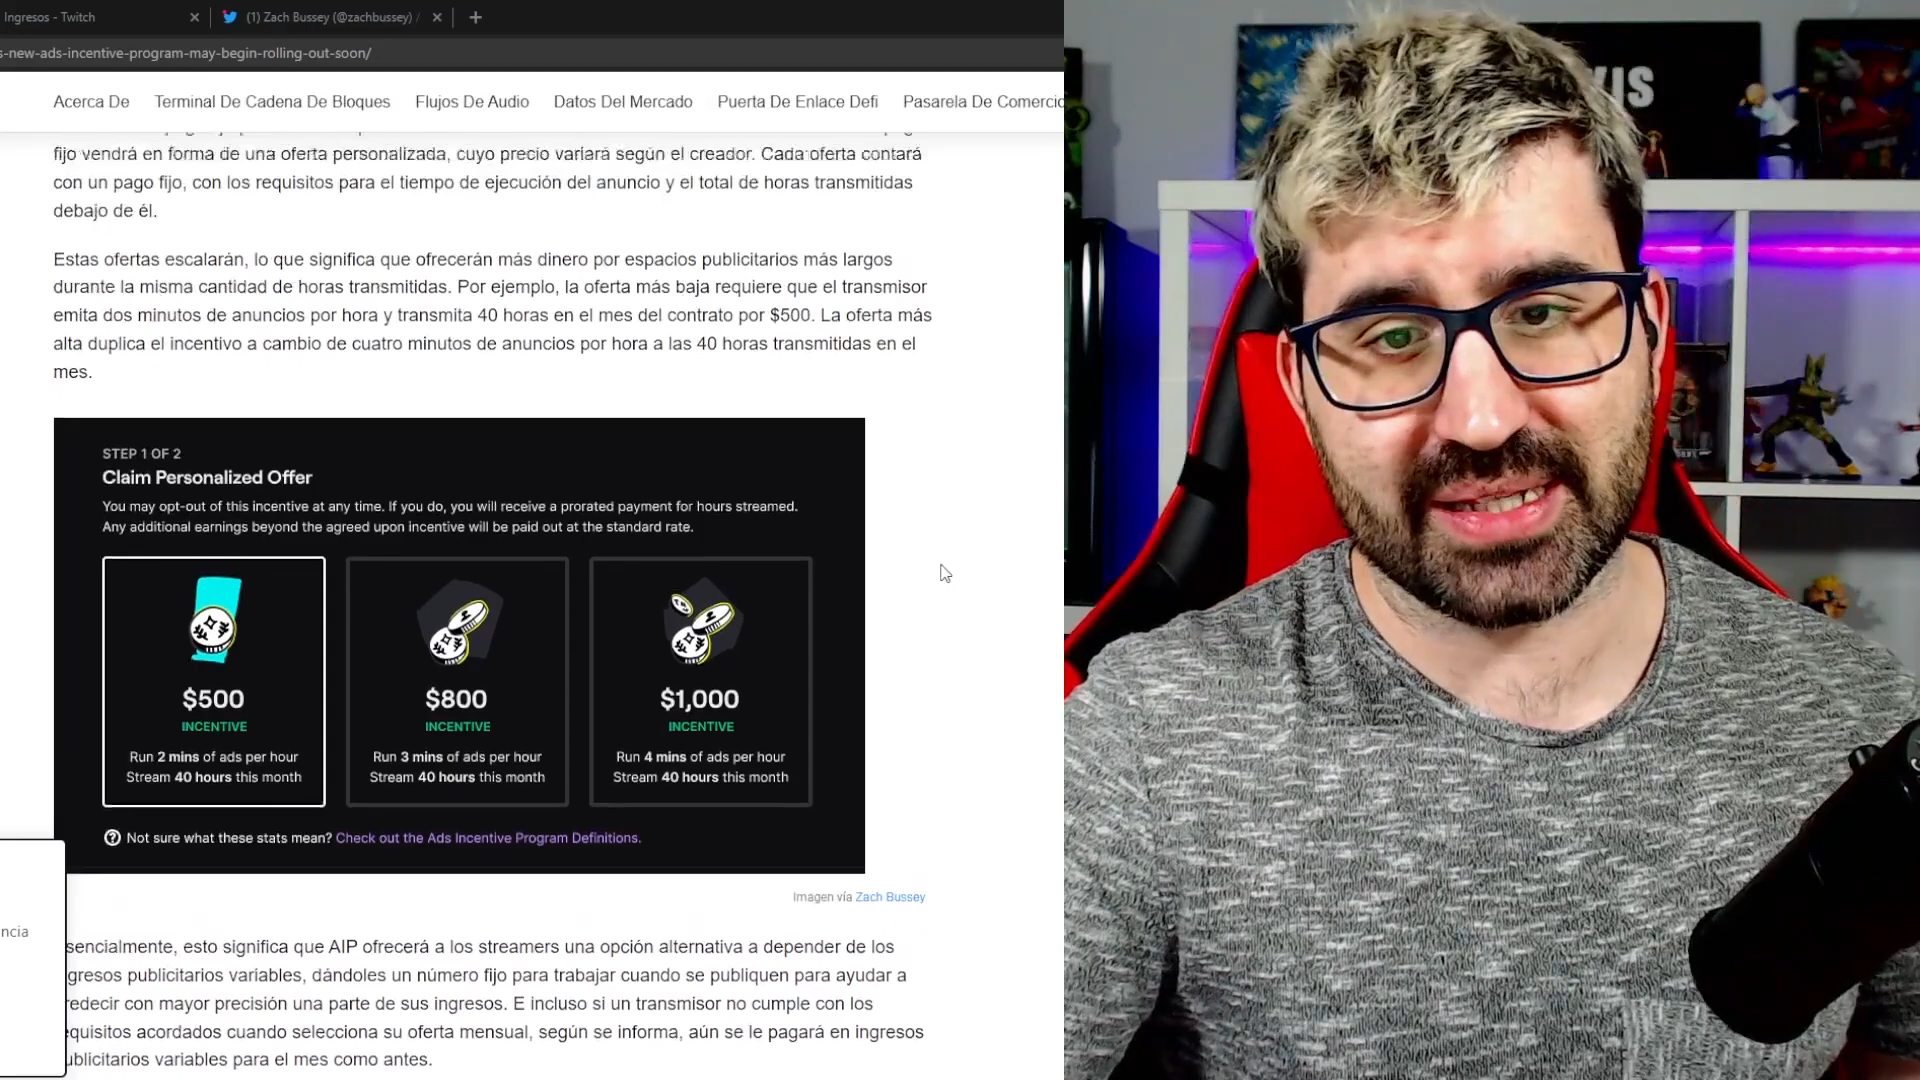 Ingresos - Twitch
(1) Zach Bussey (@zachbussey) /
s-new-ads-incentive-program-may-begin-rolling-out-soon/
Acerca De Terminal De Cadena De Bloques Flujos De Audio Datos Del Mercado Puerta De Enlace Defi Pasarela De Comercio
fijo vendrá en forma de una oferta personalizada, cuyo precio variará según el creador. Cada oferta contará
con un pago fijo, con los requisitos para el tiempo de ejecución del anuncio y el total de horas transmitidas
debajo de él.
Estas ofertas escalarán, lo que significa que ofrecerán más dinero por espacios publicitarios más largos
durante la misma cantidad de horas transmitidas. Por ejemplo, la oferta más baja requiere que el transmisor
emita dos minutos de anuncios por hora y transmita 40 horas en el mes del contrato por $500. La oferta más
alta duplica el incentivo a cambio de cuatro minutos de anuncios por hora a las 40 horas transmitidas en el
mes.
STEP 1 OF 2
Claim Personalized Offer
You may opt-out of this incentive at any time. If you do, you will receive a prorated payment for hours streamed.
Any additional earnings beyond the agreed upon incentive will be paid out at the standard rate.
$500
INCENTIVE
Run 2 mins of ads per hour
Stream 40 hours this month
$800
INCENTIVE
Run 3 mins of ads per hour
Stream 40 hours this month
$1,000
INCENTIVE
Run 4 mins of ads per hour
Stream 40 hours this month
Not sure what these stats mean? Check out the Ads Incentive Program Definitions.
Imagen vía Zach Bussey
ncia
sencialmente, esto significa que AIP ofrecerá a los streamers una opción alternativa a depender de los
gresos publicitarios variables, dándoles un número fijo para trabajar cuando se publiquen para ayudar a
redecir con mayor precisión una parte de sus ingresos. E incluso si un transmisor no cumple con los
equisitos acordados cuando selecciona su oferta mensual, según se informa, aún se le pagará en ingresos
ublicitarios variables para el mes como antes.